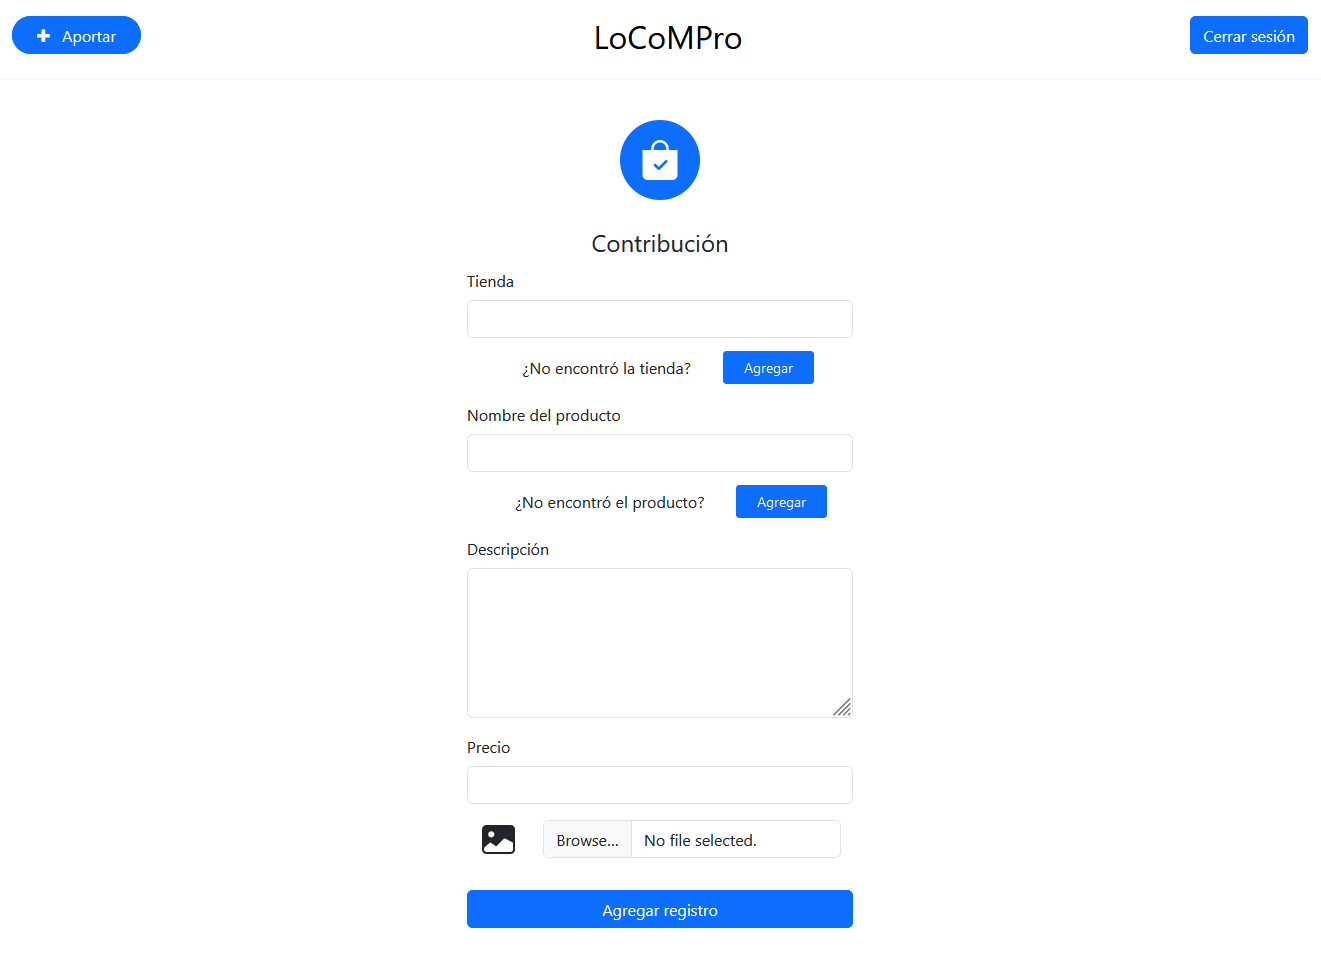 Aportar
LoCoMPro
Cerrar sesión
Contribución
Tienda
¿No encontró la tienda?
Agregar
Nombre del producto
¿No encontró el producto?
Agregar
Descripción
Precio
Browse...
No file selected.
Agregar registro